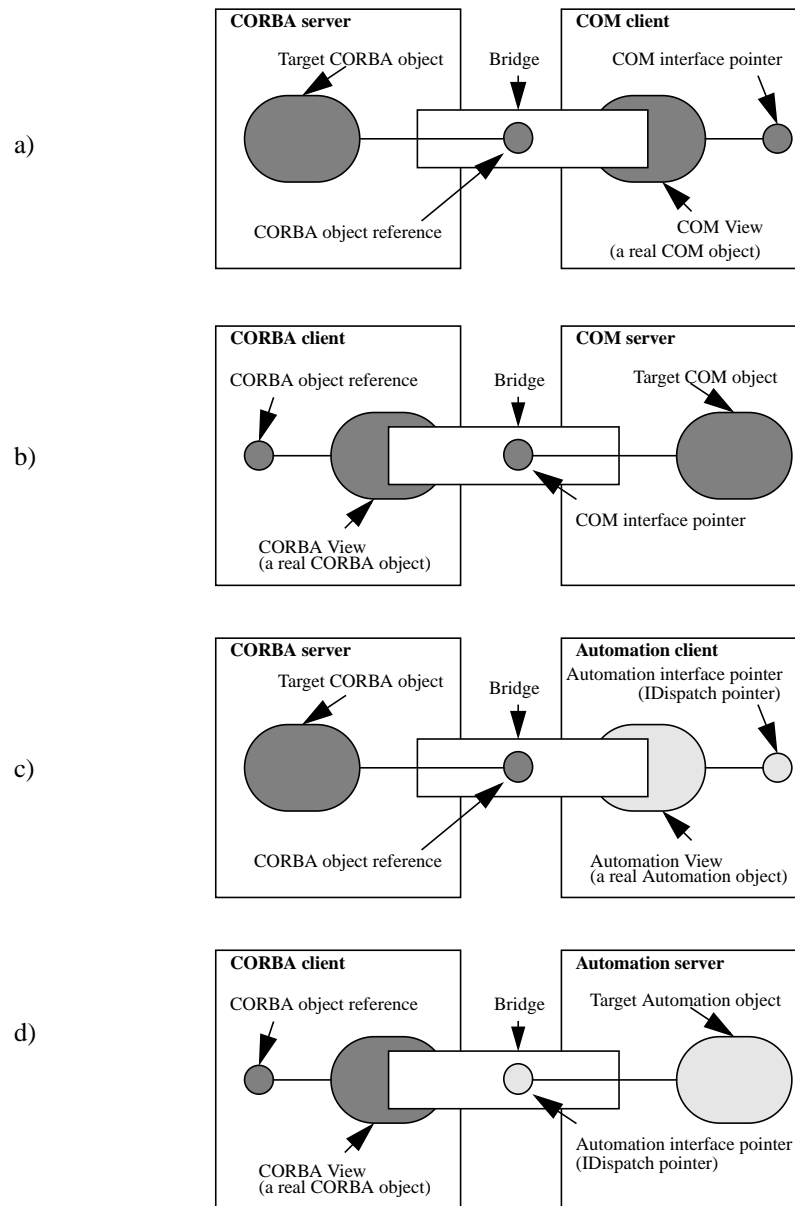 CORBA server
COM client
Target CORBA object
Bridge
COM interface pointer
a)
CORBA object reference
COM View
(a real COM object)
CORBA client
COM server
CORBA object reference
Bridge
Target COM object
b)
COM interface pointer
CORBA View
(a real CORBA object)
CORBA server
Automation client
Target CORBA object
Bridge
Automation interface pointer
(IDispatch pointer)
c)
CORBA object reference
Automation View
(a real Automation object)
CORBA client
Automation server
CORBA object reference
Bridge
Target Automation object
d)
Automation interface pointer
(IDispatch pointer)
CORBA View
(a real CORBA object)